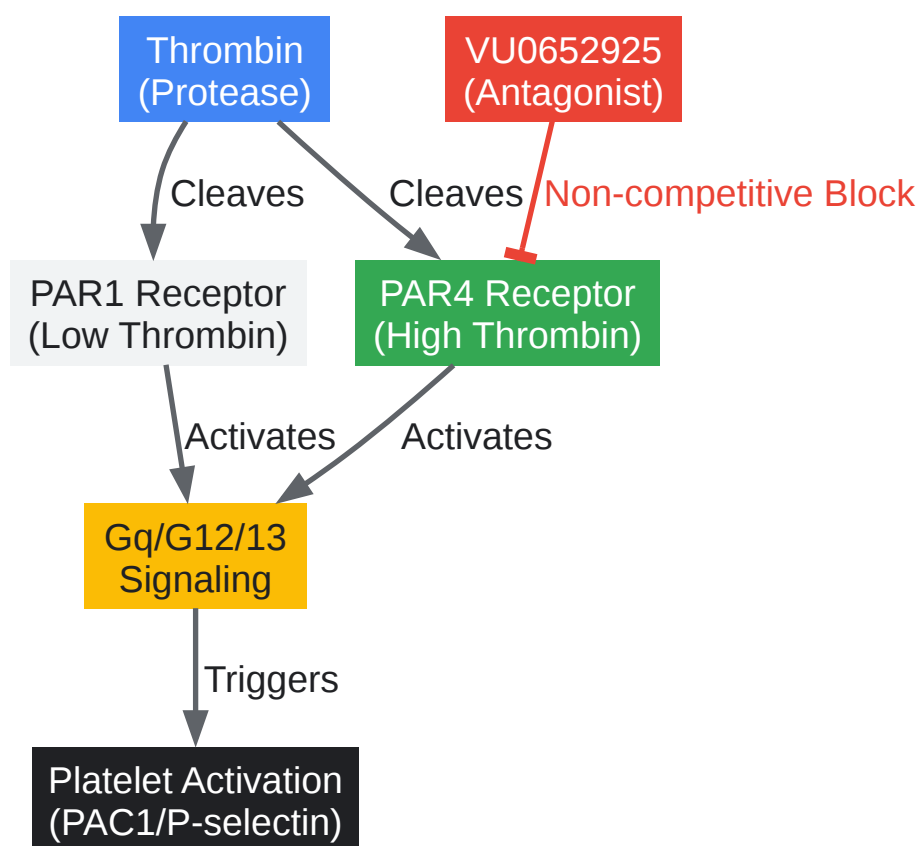 Thrombin
(Protease)
VU0652925
(Antagonist)
Cleaves
Cleaves
Non-competitive Block
PAR1 Receptor
(Low Thrombin)
PAR4 Receptor
(High Thrombin)
Activates
Activates
Gq/G12/13
Signaling
Triggers
Platelet Activation
(PAC1/P-selectin)